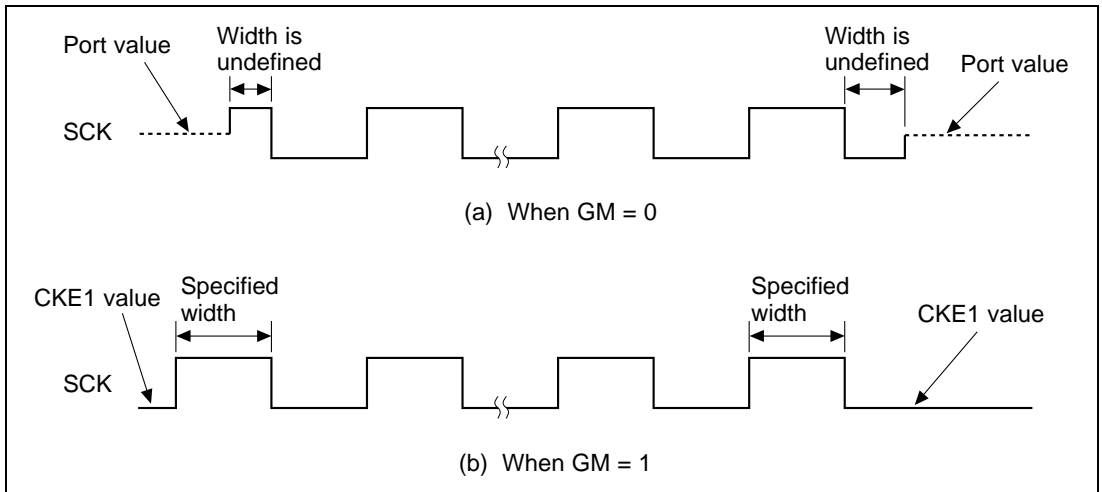 Port value
Width is
undefined
Width is
undefined
Port value
SCK
(a) When GM = 0
CKE1 value
Specified
width
Specified
width
CKE1 value
SCK
(b) When GM = 1